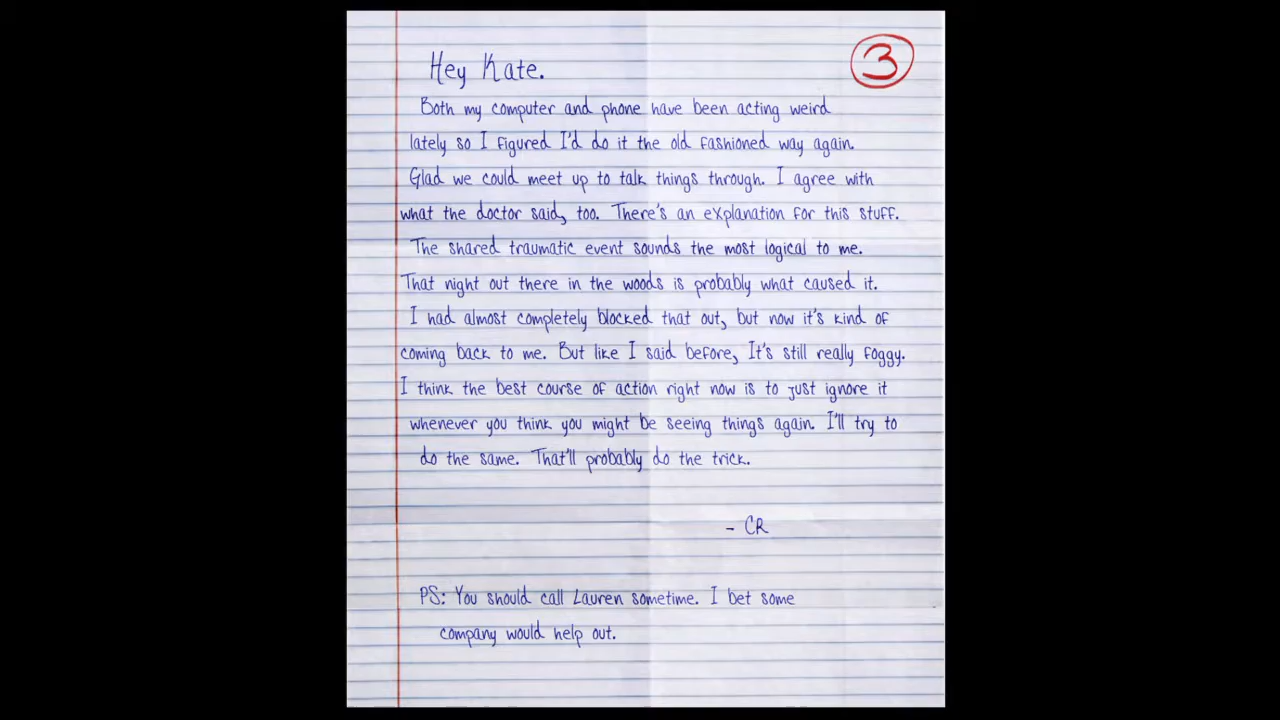 3
Hey Kate.
Both my computer and phone have been acting weird
lately so I figured I'd do it the old fashioned way again.
Glad we could meet up to talk things through. I agree with
what the doctor said, too. There's an explanation for this stuff.
The shared traumatic event sounds the most logical to me.
That night out there in the woods is probably what caused it.
I had almost completely blocked that out, but now it's kind of
coming back to me. But like I said before, It's still really foggy.
I think the best course of action right now is to just ignore it
whenever you think you might be seeing things again. I'll try to
do the same. That'll probably do the trick.
- CR
PS: You should call Lauren sometime. I bet some
company would help out.